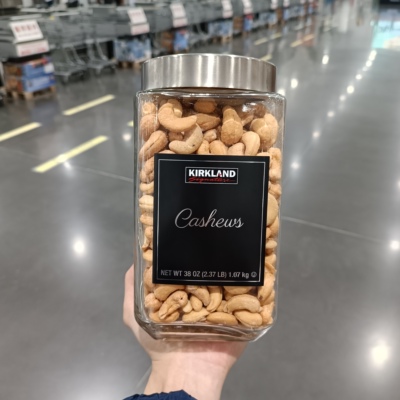 KIRKLAND
Signature
Cashews
NET WT 38 OZ (2.37 LB) 1.07 kg